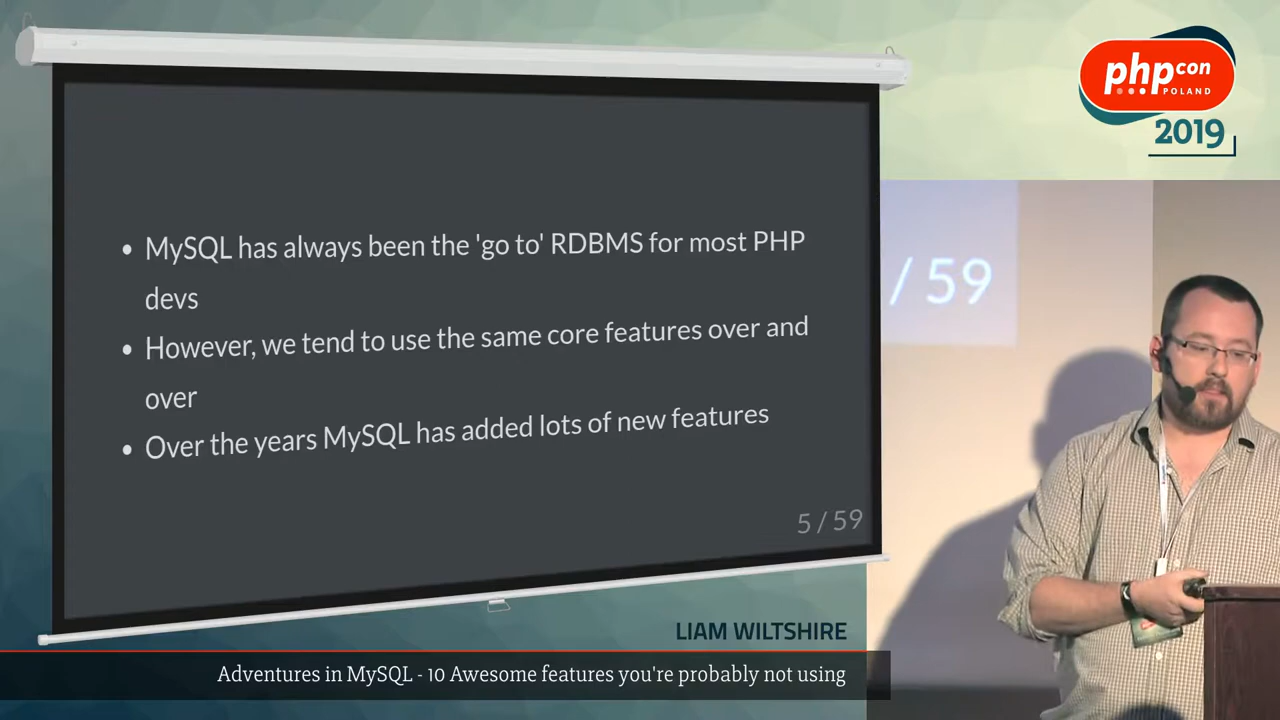 phpcon
POLAND
2019
• MySQL has always been the 'go to' RDBMS for most PHP
devs
• However, we tend to use the same core features over and
over
• Over the years MySQL has added lots of new features
5 / 59
/ 59
LIAM WILTSHIRE
Adventures in MySQL - 10 Awesome features you're probably not using